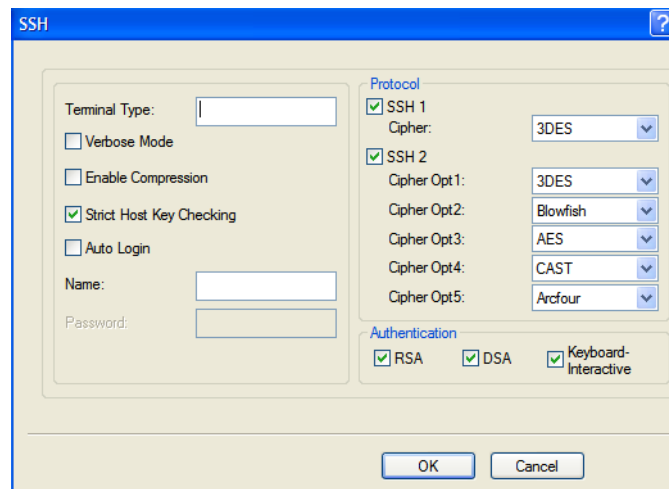 SSH
?
Terminal Type:
Verbose Mode
Enable Compression
Strict Host Key Checking
Auto Login
Name:
Password:
Protocol
SSH 1
Cipher: 3DES
SSH 2
Cipher Opt1: 3DES
Cipher Opt2: Blowfish
Cipher Opt3: AES
Cipher Opt4: CAST
Cipher Opt5: Arcfour
Authentication
RSA DSA Keyboard-
Interactive
OK Cancel